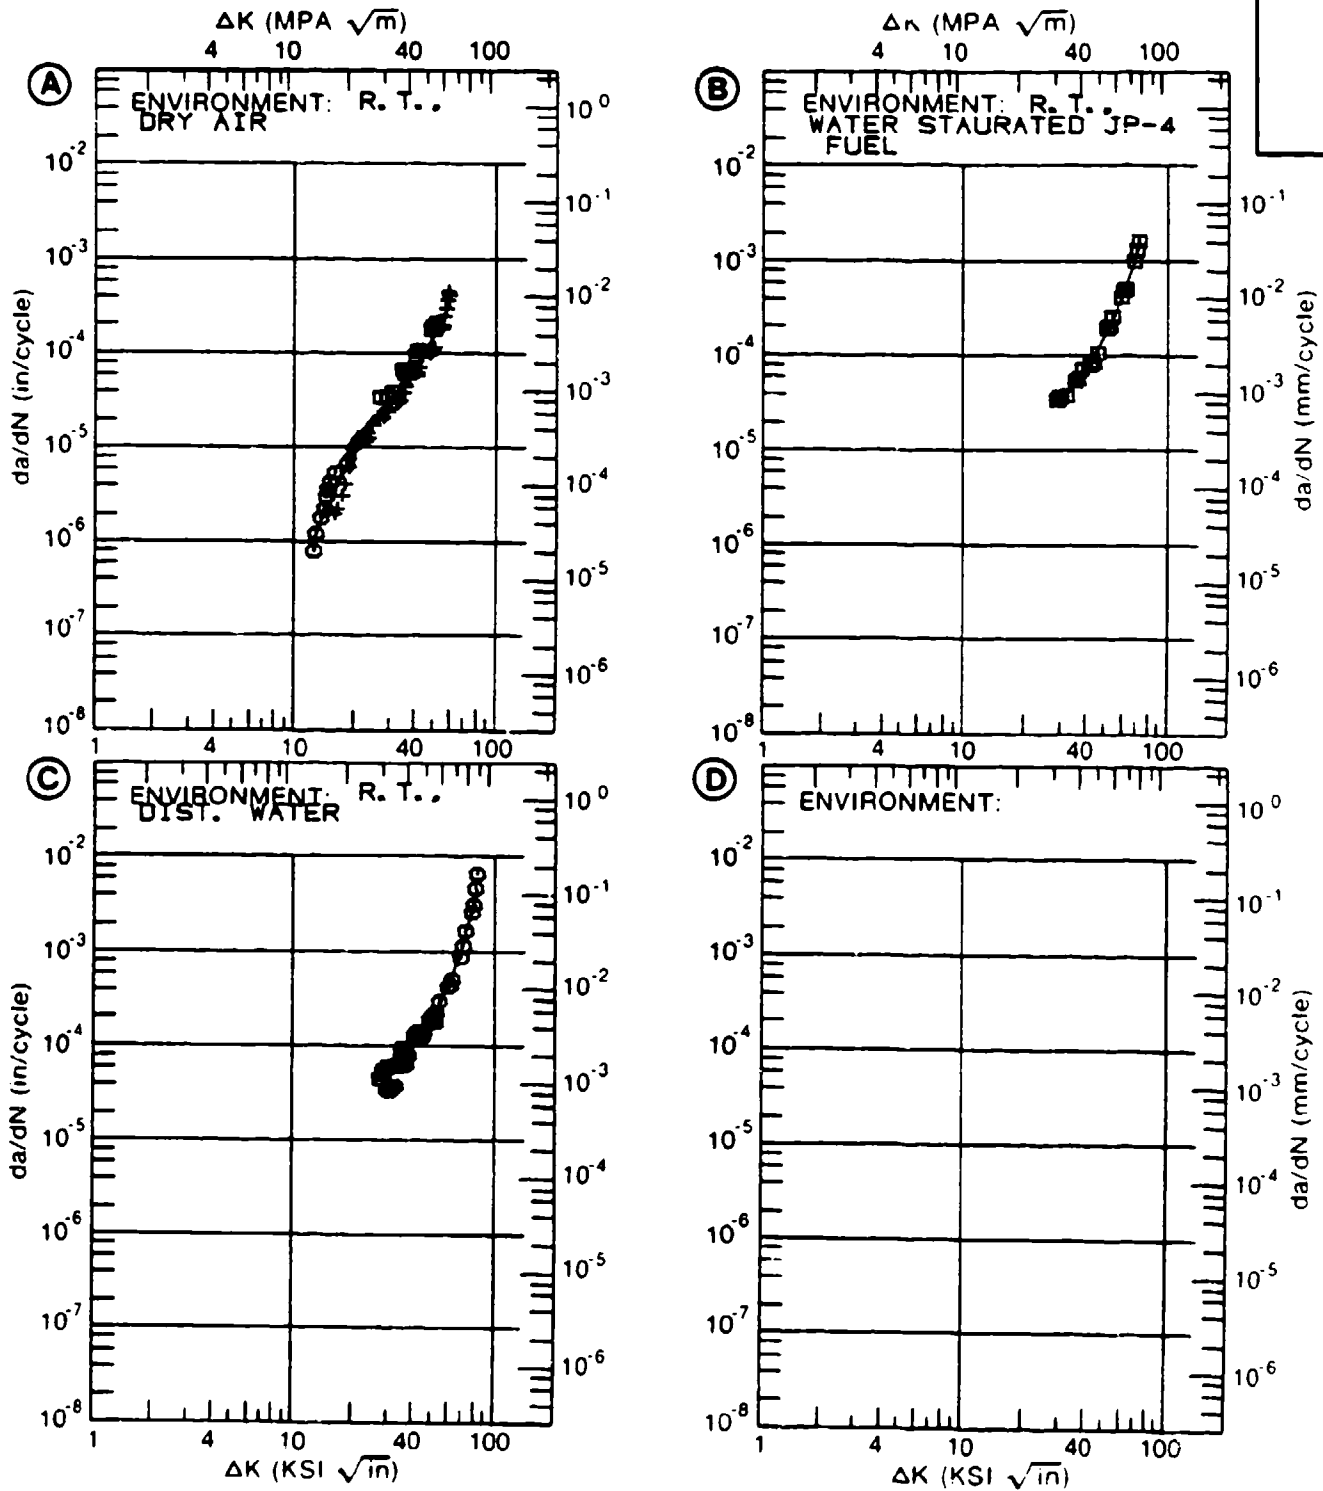 ΔK (MPA √m)
4 10 40 100
A
ENVIRONMENT: R. T.,
DRY AIR
10^0
10^-1
10^-2
10^-3
10^-4
10^-5
10^-6
da/dN (in/cycle)
10^-2
10^-3
10^-4
10^-5
10^-6
10^-7
10^-8
1 4 10 40 100
ΔK (MPA √m)
4 10 40 100
B
ENVIRONMENT: R. T.,
WATER STAURATED JP-4
FUEL
10^-2
10^-3
10^-4
10^-5
10^-6
10^-7
10^-8
10^-1
10^-2
10^-3
10^-4
10^-5
10^-6
da/dN (mm/cycle)
1 4 10 40 100
C
ENVIRONMENT: R. T.,
DIST. WATER
10^0
10^-1
10^-2
10^-3
10^-4
10^-5
10^-6
da/dN (in/cycle)
10^-2
10^-3
10^-4
10^-5
10^-6
10^-7
10^-8
1 4 10 40 100
ΔK (KSI √in)
D
ENVIRONMENT:
10^-2
10^-3
10^-4
10^-5
10^-6
10^-7
10^-8
10^0
10^-1
10^-2
10^-3
10^-4
10^-5
10^-6
da/dN (mm/cycle)
1 4 10 40 100
ΔK (KSI √in)